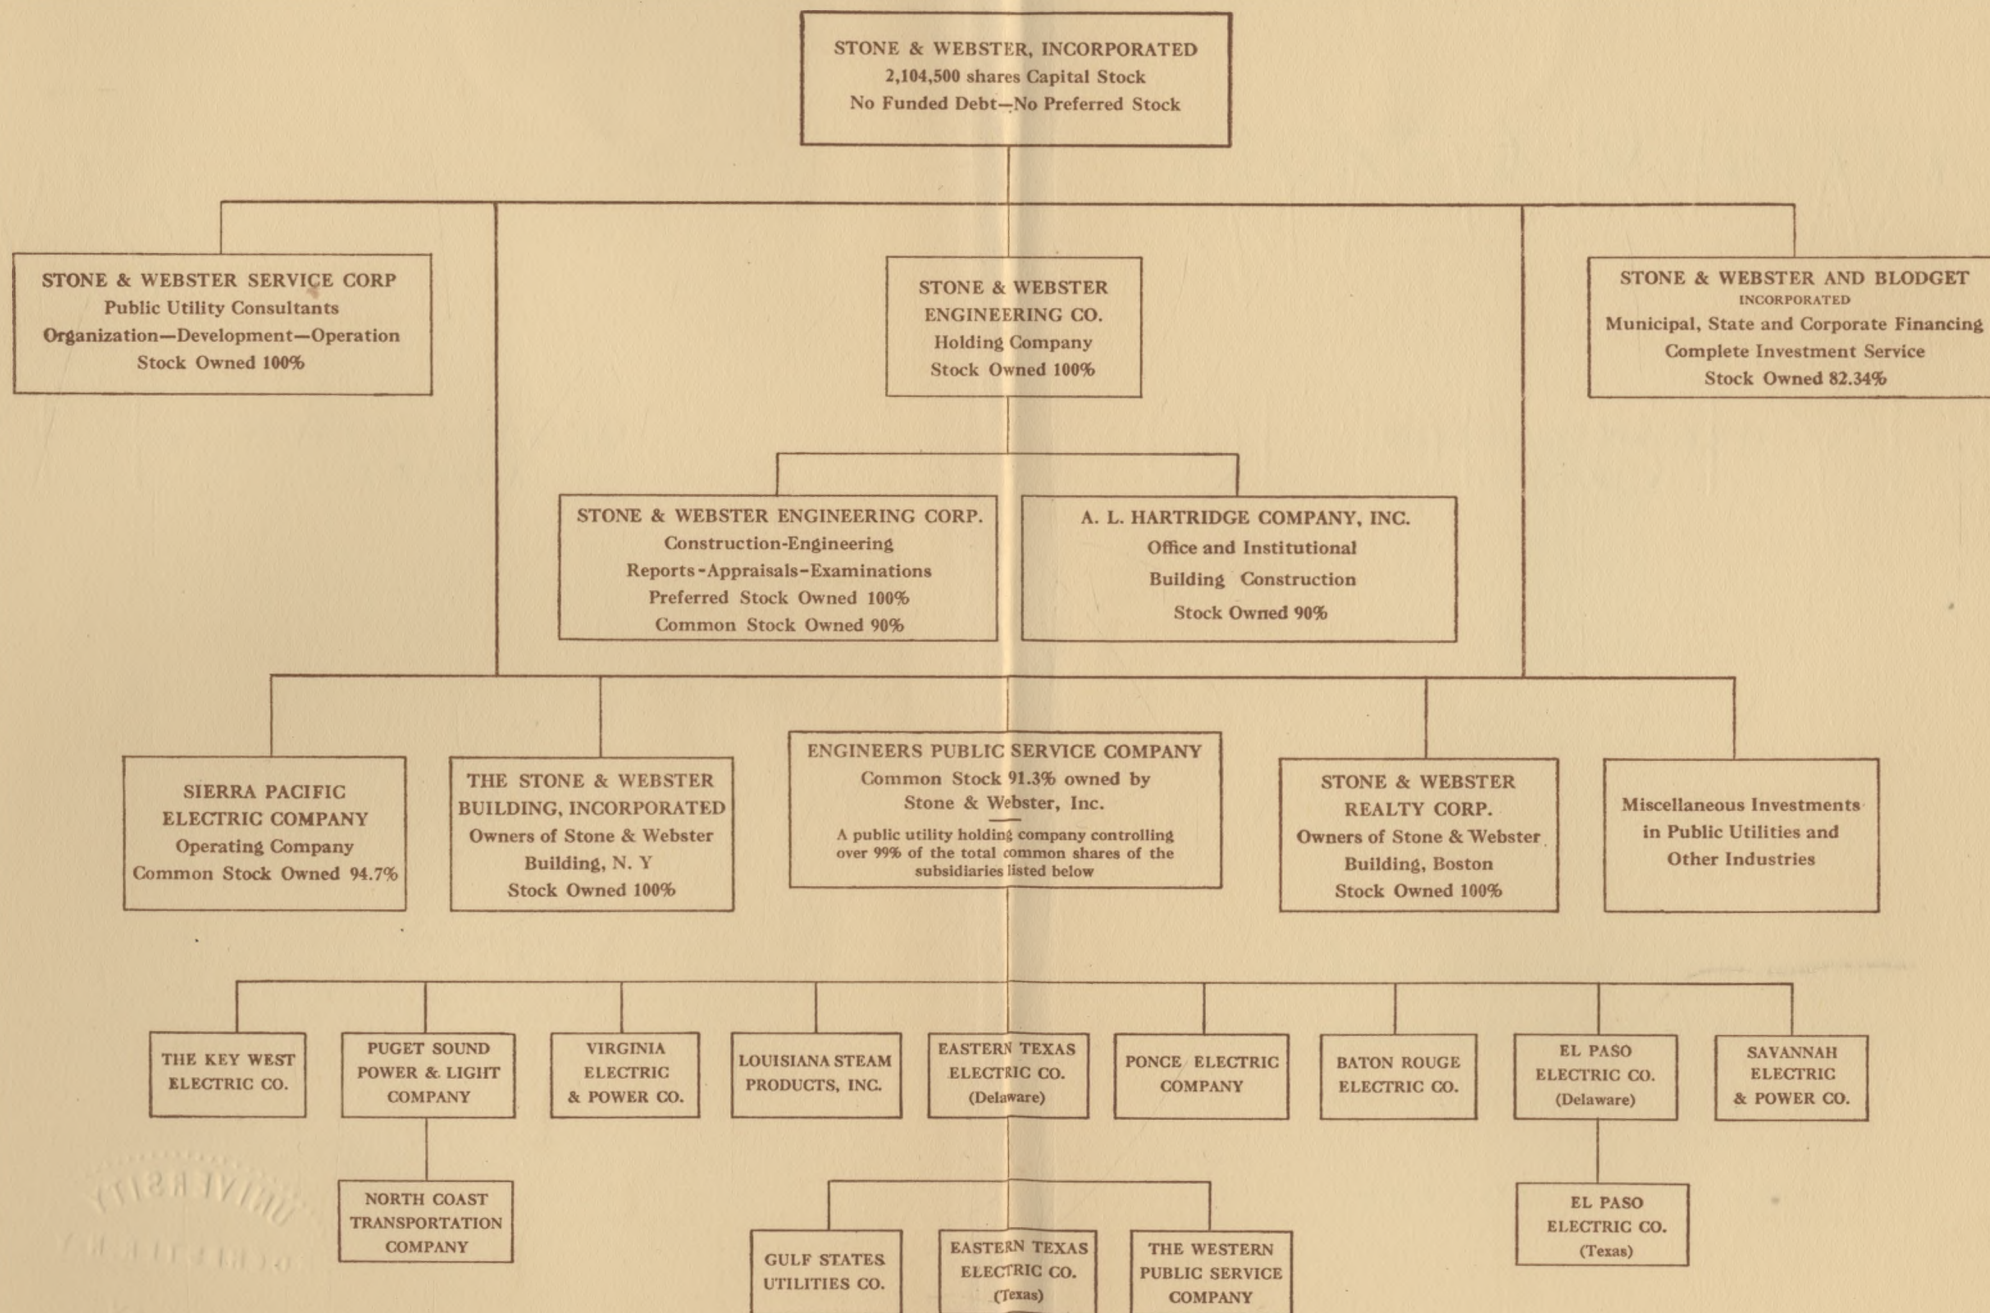 STONE & WEBSTER, INCORPORATED
2,104,500 shares Capital Stock
No Funded Debt—No Preferred Stock
STONE & WEBSTER SERVICE CORP
Public Utility Consultants
Organization—Development—Operation
Stock Owned 100%
STONE & WEBSTER
ENGINEERING CO.
Holding Company
Stock Owned 100%
STONE & WEBSTER AND BLODGET
INCORPORATED
Municipal, State and Corporate Financing
Complete Investment Service
Stock Owned 82.34%
STONE & WEBSTER ENGINEERING CORP.
Construction-Engineering
Reports-Appraisals-Examinations
Preferred Stock Owned 100%
Common Stock Owned 90%
A. L. HARTRIDGE COMPANY, INC.
Office and Institutional
Building Construction
Stock Owned 90%
SIERRA PACIFIC
ELECTRIC COMPANY
Operating Company
Common Stock Owned 94.7%
THE STONE & WEBSTER
BUILDING, INCORPORATED
Owners of Stone & Webster
Building, N. Y
Stock Owned 100%
ENGINEERS PUBLIC SERVICE COMPANY
Common Stock 91.3% owned by
Stone & Webster, Inc.
A public utility holding company controlling
over 99% of the total common shares of the
subsidiaries listed below
STONE & WEBSTER
REALTY CORP.
Owners of Stone & Webster
Building, Boston
Stock Owned 100%
Miscellaneous Investments
in Public Utilities and
Other Industries
THE KEY WEST
ELECTRIC CO.
PUGET SOUND
POWER & LIGHT
COMPANY
VIRGINIA
ELECTRIC
& POWER CO.
LOUISIANA STEAM
PRODUCTS, INC.
EASTERN TEXAS
ELECTRIC CO.
(Delaware)
PONCE ELECTRIC
COMPANY
BATON ROUGE
ELECTRIC CO.
EL PASO
ELECTRIC CO.
(Delaware)
SAVANNAH
ELECTRIC
& POWER CO.
NORTH COAST
TRANSPORTATION
COMPANY
GULF STATES
UTILITIES CO.
EASTERN TEXAS
ELECTRIC CO.
(Texas)
THE WESTERN
PUBLIC SERVICE
COMPANY
EL PASO
ELECTRIC CO.
(Texas)
UNIVERSITY